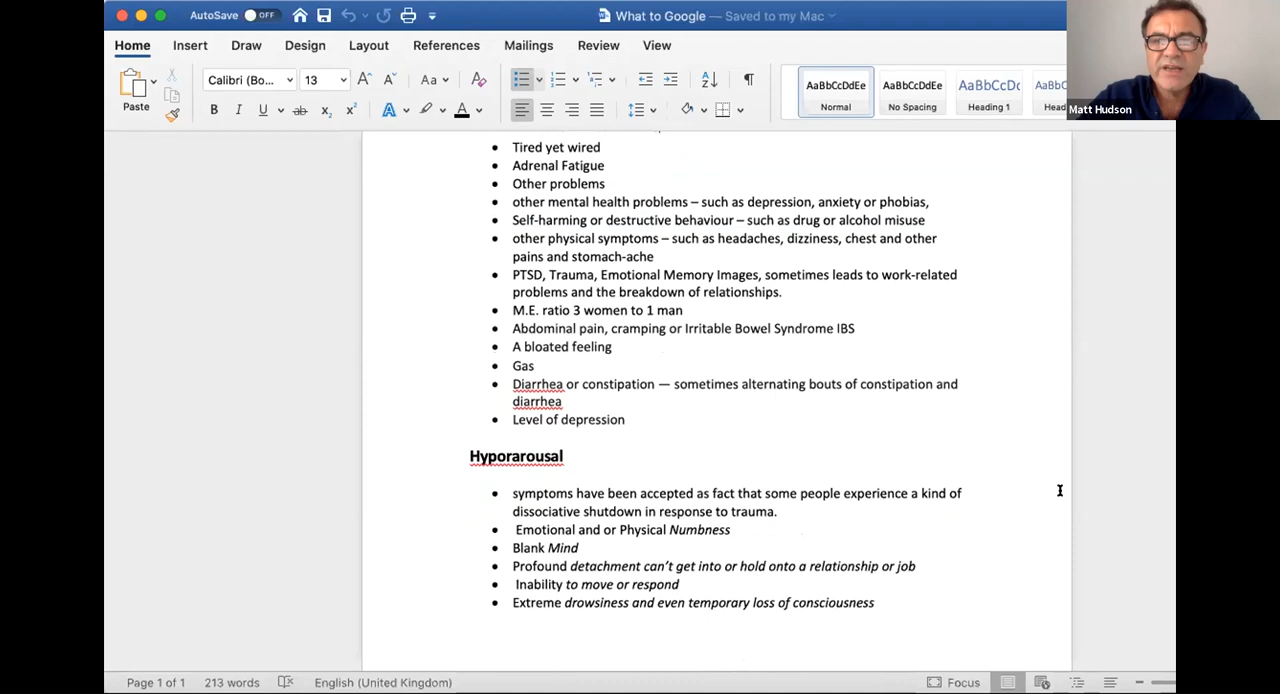 AutoSave OFF What to Google — Saved to my Mac
Home Insert Draw Design Layout References Mailings Review View
Paste Calibri (Bo... 13 A A Aa A
AaBbCcDdEe AaBbCcDdEe AaBbCcDc AaBbCcD
Normal No Spacing Heading 1 Head
B I U ab x₂ x² A A
Matt Hudson
• Tired yet wired
• Adrenal Fatigue
• Other problems
• other mental health problems – such as depression, anxiety or phobias,
• Self-harming or destructive behaviour – such as drug or alcohol misuse
• other physical symptoms – such as headaches, dizziness, chest and other
pains and stomach-ache
• PTSD, Trauma, Emotional Memory Images, sometimes leads to work-related
problems and the breakdown of relationships.
• M.E. ratio 3 women to 1 man
• Abdominal pain, cramping or Irritable Bowel Syndrome IBS
• A bloated feeling
• Gas
• Diarrhea or constipation — sometimes alternating bouts of constipation and
diarrhea
• Level of depression
Hyporarousal
• symptoms have been accepted as fact that some people experience a kind of
dissociative shutdown in response to trauma.
• Emotional and or Physical Numbness
• Blank Mind
• Profound detachment can't get into or hold onto a relationship or job
• Inability to move or respond
• Extreme drowsiness and even temporary loss of consciousness
Page 1 of 1 213 words English (United Kingdom) Focus